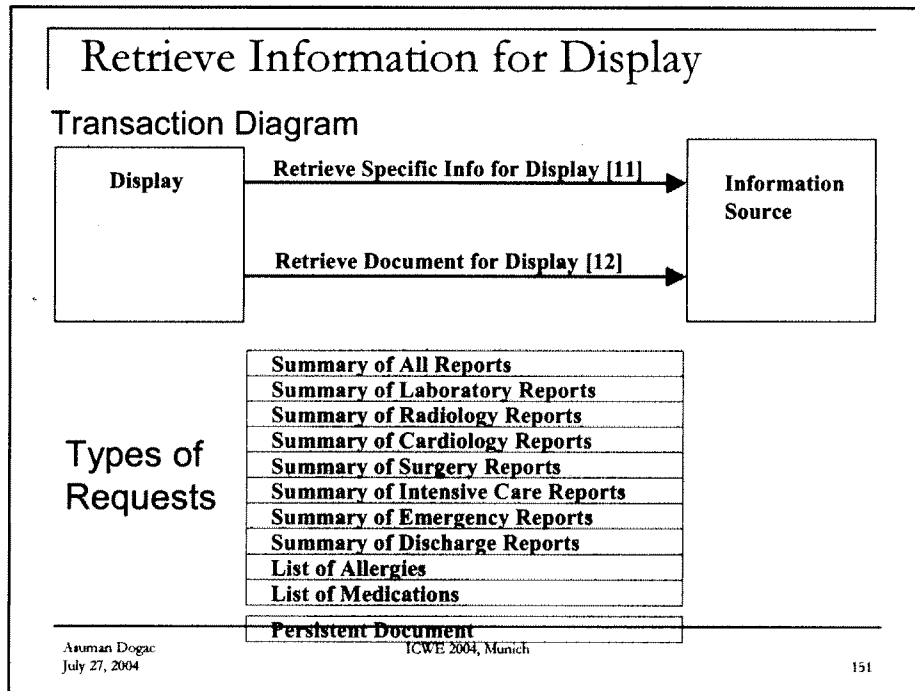 Retrieve Information for Display
Transaction Diagram
Display
Retrieve Specific Info for Display [11]
Information
Source
Retrieve Document for Display [12]
Types of
Requests
Summary of All Reports
Summary of Laboratory Reports
Summary of Radiology Reports
Summary of Cardiology Reports
Summary of Surgery Reports
Summary of Intensive Care Reports
Summary of Emergency Reports
Summary of Discharge Reports
List of Allergies
List of Medications
Persistent Document
Asuman Dogac
July 27, 2004
ICWE 2004, Munich
151